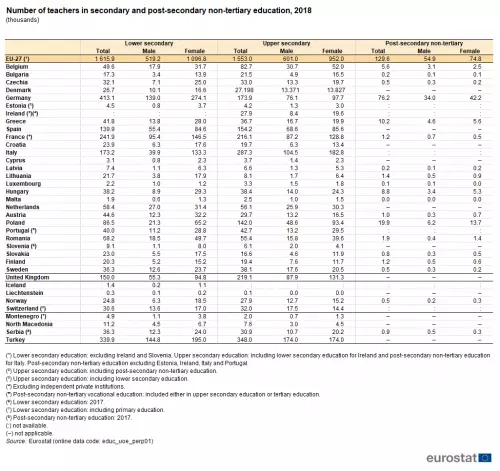 Number of teachers in secondary and post-secondary non-tertiary education, 2018
(thousands)
Lower secondary Upper secondary Post-secondary non-tertiary
Total Male Female Total Male Female Total Male Female
EU-27 (¹) 1 615.9 519.2 1 096.8 1 553.0 601.0 952.0 129.6 54.9 74.8
Belgium 49.6 17.9 31.7 82.7 30.7 52.0 5.6 3.1 2.5
Bulgaria 17.3 3.4 13.9 21.5 4.9 16.5 0.2 0.1 0.1
Czechia 32.1 7.1 25.0 33.0 13.3 19.7 0.5 0.3 0.2
Denmark 26.7 10.1 16.6 27.198 13.371 13.827 – – –
Germany 413.1 139.0 274.1 173.9 76.1 97.7 76.2 34.0 42.2
Estonia 4.5 0.8 3.7 4.2 1.3 3.0 : : :
Ireland : : : 27.9 8.4 19.6 : : :
Greece 41.8 13.8 28.0 36.7 16.7 19.9 10.2 4.6 5.6
Spain 139.9 55.4 84.6 154.2 68.6 85.6 – – –
France 241.9 95.4 146.5 216.1 87.2 128.8 1.2 0.7 0.5
Croatia 23.9 6.3 17.6 19.7 6.3 13.4 – – –
Italy 173.2 39.9 133.3 287.3 104.5 182.8 : : :
Cyprus 3.1 0.8 2.3 3.7 1.4 2.3 – – –
Latvia 7.4 1.1 6.3 6.6 1.3 5.3 0.2 0.1 0.2
Lithuania 21.7 3.8 17.9 8.1 1.7 6.4 1.4 0.5 0.9
Luxembourg 2.2 1.0 1.2 3.3 1.5 1.8 0.1 0.1 0.0
Hungary 38.2 8.9 29.3 38.4 14.0 24.3 8.8 3.4 5.3
Malta 1.9 0.6 1.3 2.5 1.0 1.5 0.0 0.0 0.0
Netherlands 58.4 27.0 31.4 56.1 25.9 30.3 – – –
Austria 44.6 12.3 32.2 29.7 13.2 16.5 1.0 0.3 0.7
Poland 86.5 21.3 65.2 142.0 48.6 93.4 19.9 6.2 13.7
Portugal 40.0 11.2 28.8 42.7 13.2 29.5 : : :
Romania 68.2 18.5 49.7 55.4 15.8 39.6 1.9 0.4 1.4
Slovenia 9.1 1.1 8.0 6.1 2.0 4.1 – – –
Slovakia 23.0 5.5 17.5 16.6 4.6 11.9 0.8 0.3 0.5
Finland 20.3 5.2 15.2 19.4 7.6 11.7 1.2 0.5 0.6
Sweden 36.3 12.6 23.7 38.1 17.6 20.5 0.5 0.3 0.2
United Kingdom 150.0 55.3 94.8 219.1 87.9 131.3 – – –
Iceland 1.4 0.2 1.1 : : : : : :
Liechtenstein 0.3 0.1 0.2 0.1 0.0 0.0 – – –
Norway 24.8 6.3 18.5 27.9 12.7 15.2 0.5 0.2 0.3
Switzerland 30.6 13.6 17.0 32.0 17.5 14.4 : : :
Montenegro 4.9 1.1 3.8 2.0 0.7 1.3 – – –
North Macedonia 11.2 4.5 6.7 7.6 3.0 4.5 – – –
Serbia 36.3 12.3 24.0 30.9 10.7 20.2 0.9 0.5 0.3
Turkey 339.9 144.8 195.0 348.0 174.0 174.0 – – –
(¹) Lower secondary education: excluding Ireland and Slovenia, Upper secondary education: including lower secondary education for Ireland and post-secondary non-tertiary education
for Italy. Post-secondary non-tertiary education excluding Estonia, Ireland, Italy and Portugal
(²) Upper secondary education: including post-secondary non-tertiary education.
(³) Upper secondary education: including lower secondary education.
(⁴) Excluding independent private institutions.
(⁵) Post-secondary non-tertiary vocational education: included either in upper secondary education or tertiary education.
(⁶) Lower secondary education: 2017.
(⁷) Lower secondary education: including primary education.
(⁸) Post-secondary non-tertiary education: 2017.
(:) not available.
(–) not applicable.
Source: Eurostat (online data code: educ_uoe_perp01)
eurostat